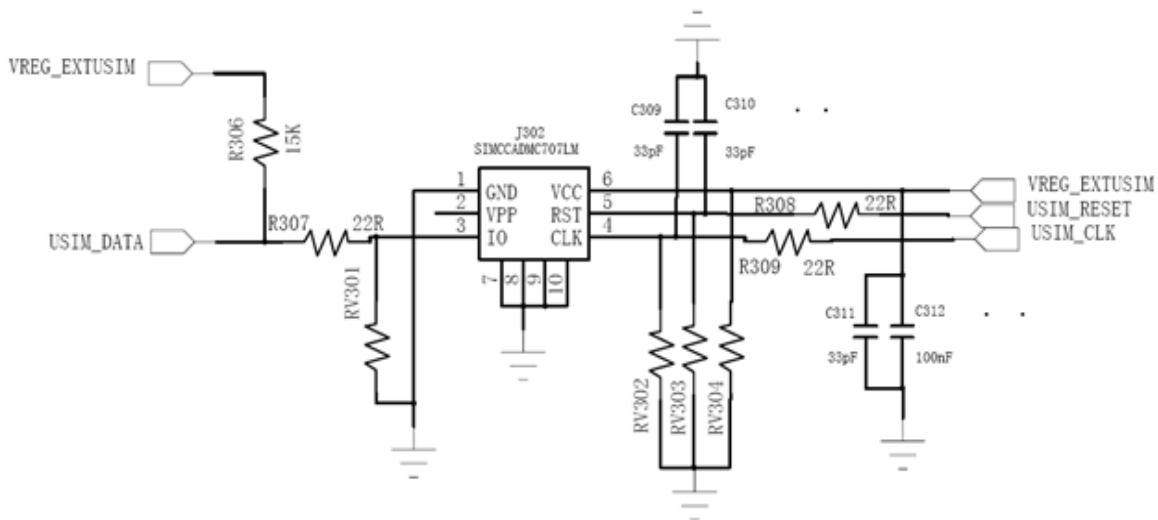 VREG_EXTUSIM
R306
15K
USIM_DATA
R307
22R
RV301
J302
SIMCCADMC707LM
1
GND
VCC
6
2
VPP
RST
5
3
IO
CLK
4
7
8
9
10
C309
C310
33pF
33pF
VREG_EXTUSIM
R308
22R
USIM_RESET
USIM_CLK
R309
22R
RV302
RV303
RV304
C311
C312
33pF
100nF